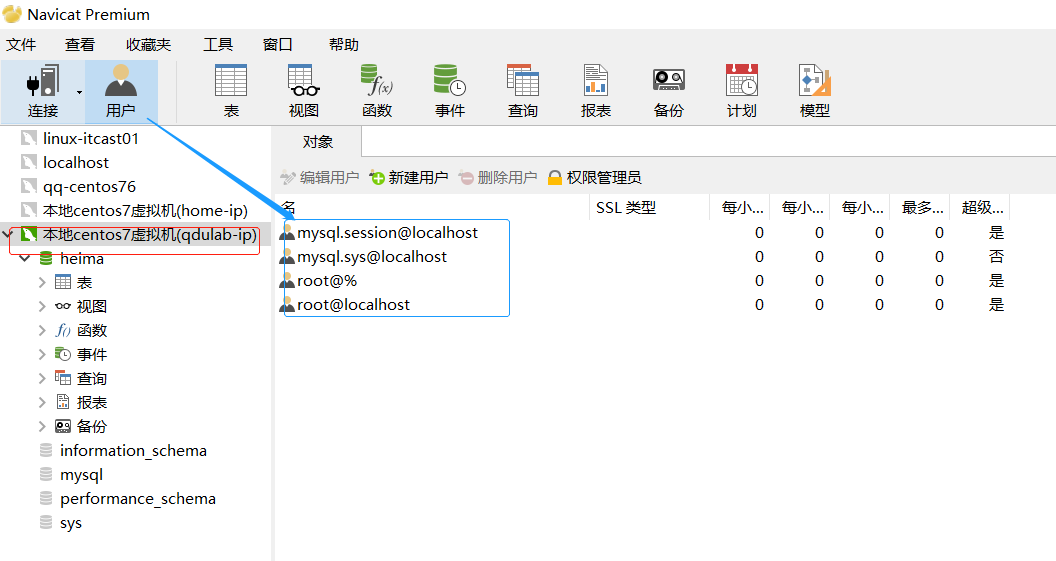 Navicat Premium
文件 查看 收藏夹 工具 窗口 帮助
连接 用户 表 视图 函数 事件 查询 报表 备份 计划 模型
linux-itcast01
localhost
qq-centos76
本地centos7虚拟机(home-ip)
本地centos7虚拟机(qdulab-ip)
heima
表
视图
函数
事件
查询
报表
备份
information_schema
mysql
performance_schema
sys
对象
编辑用户 新建用户 删除用户 权限管理员
名 SSL 类型 每小... 每小... 每小... 最多... 超级...
mysql.session@localhost 0 0 0 0 是
mysql.sys@localhost 0 0 0 0 否
root@% 0 0 0 0 是
root@localhost 0 0 0 0 是